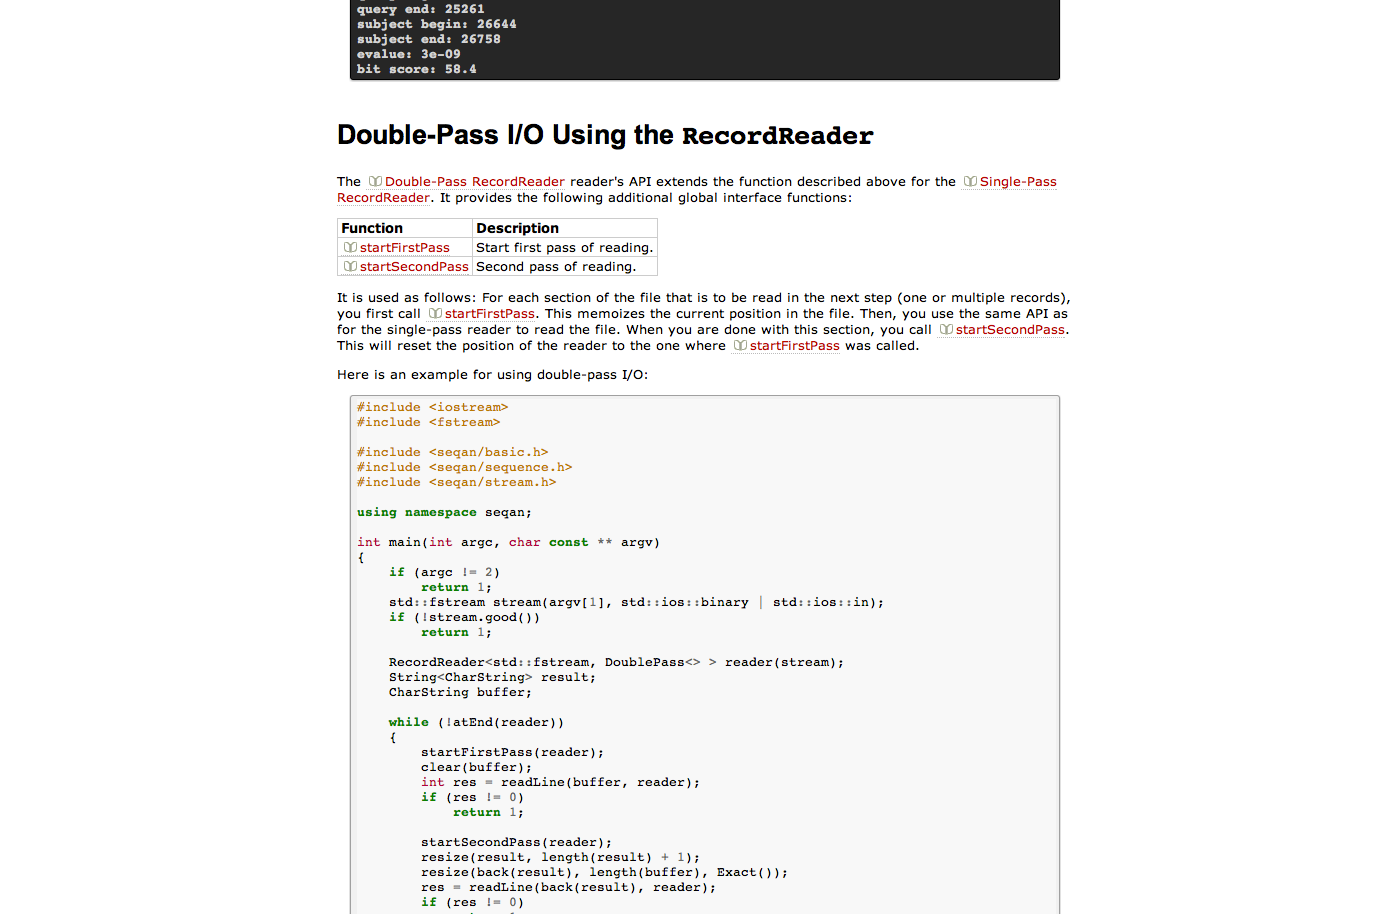 query end: 25261
subject begin: 26644
subject end: 26758
evalue: 3e-09
bit score: 58.4
Double-Pass I/O Using the RecordReader
The Double-Pass RecordReader reader's API extends the function described above for the Single-Pass
RecordReader. It provides the following additional global interface functions:
Function Description
startFirstPass Start first pass of reading.
startSecondPass Second pass of reading.
It is used as follows: For each section of the file that is to be read in the next step (one or multiple records),
you first call startFirstPass. This memoizes the current position in the file. Then, you use the same API as
for the single-pass reader to read the file. When you are done with this section, you call startSecondPass.
This will reset the position of the reader to the one where startFirstPass was called.
Here is an example for using double-pass I/O:
#include <iostream>
#include <fstream>
#include <seqan/basic.h>
#include <seqan/sequence.h>
#include <seqan/stream.h>
using namespace seqan;
int main(int argc, char const ** argv)
{
    if (argc != 2)
        return 1;
    std::fstream stream(argv[1], std::ios::binary | std::ios::in);
    if (!stream.good())
        return 1;
    RecordReader<std::fstream, DoublePass<> > reader(stream);
    String<CharString> result;
    CharString buffer;
    while (!atEnd(reader))
    {
        startFirstPass(reader);
        clear(buffer);
        int res = readLine(buffer, reader);
        if (res != 0)
            return 1;
        startSecondPass(reader);
        resize(result, length(result) + 1);
        resize(back(result), length(buffer), Exact());
        res = readLine(back(result), reader);
        if (res != 0)